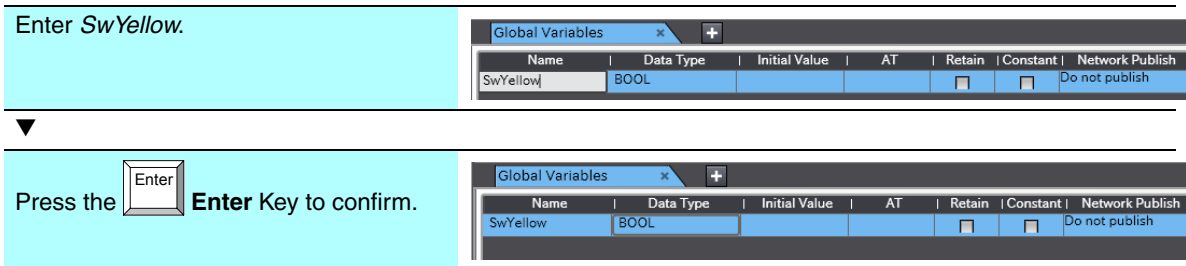 Enter SwYellow.
Global Variables × +
Name | Data Type | Initial Value | AT | Retain | Constant | Network Publish
SwYellow BOOL Do not publish
▼
Press the Enter Enter Key to confirm.
Global Variables × +
Name | Data Type | Initial Value | AT | Retain | Constant | Network Publish
SwYellow BOOL Do not publish